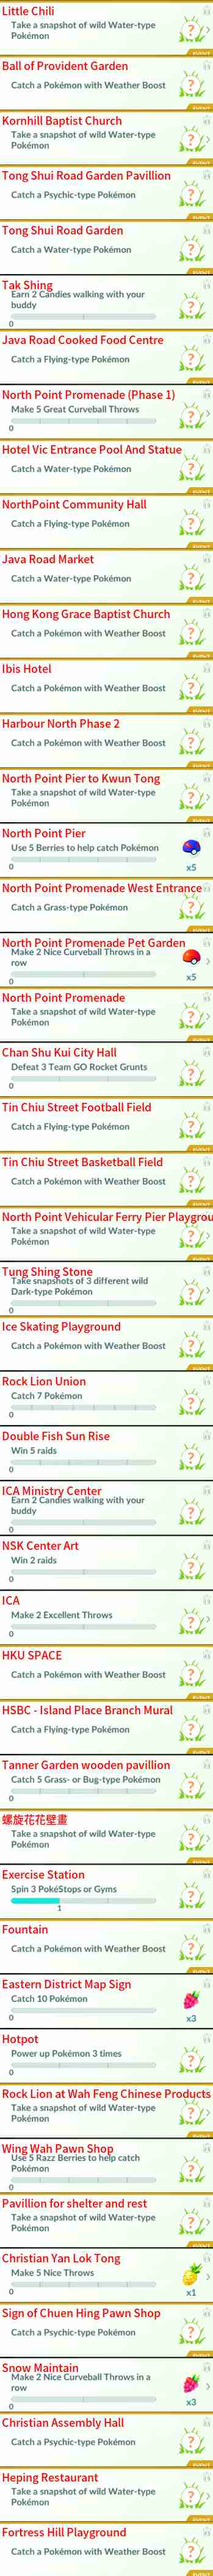 Little Chili
Take a snapshot of wild Water-type
Pokémon
Ball of Provident Garden
Catch a Pokémon with Weather Boost
Kornhill Baptist Church
Take a snapshot of wild Water-type
Pokémon
Tong Shui Road Garden Pavillion
Catch a Psychic-type Pokémon
Tong Shui Road Garden
Catch a Water-type Pokémon
Tak Shing
Earn 2 Candies walking with your
buddy
0
Java Road Cooked Food Centre
Catch a Flying-type Pokémon
North Point Promenade (Phase 1)
Make 5 Great Curveball Throws
0
Hotel Vic Entrance Pool And Statue
Catch a Water-type Pokémon
NorthPoint Community Hall
Catch a Flying-type Pokémon
Java Road Market
Catch a Water-type Pokémon
Hong Kong Grace Baptist Church
Catch a Pokémon with Weather Boost
Ibis Hotel
Catch a Pokémon with Weather Boost
Harbour North Phase 2
Catch a Pokémon with Weather Boost
North Point Pier to Kwun Tong
Take a snapshot of wild Water-type
Pokémon
North Point Pier
Use 5 Berries to help catch Pokémon
0
x5
North Point Promenade West Entrance
Catch a Grass-type Pokémon
North Point Promenade Pet Garden
Make 2 Nice Curveball Throws in a
row
0
x5
North Point Promenade
Take a snapshot of wild Water-type
Pokémon
Chan Shu Kui City Hall
Defeat 3 Team GO Rocket Grunts
0
Tin Chiu Street Football Field
Catch a Flying-type Pokémon
Tin Chiu Street Basketball Field
Catch a Pokémon with Weather Boost
North Point Vehicular Ferry Pier Playgrou
Take a snapshot of wild Water-type
Pokémon
Tung Shing Stone
Take snapshots of 3 different wild
Dark-type Pokémon
0
Ice Skating Playground
Catch a Pokémon with Weather Boost
Rock Lion Union
Catch 7 Pokémon
0
Double Fish Sun Rise
Win 5 raids
0
ICA Ministry Center
Earn 2 Candies walking with your
buddy
0
NSK Center Art
Win 2 raids
0
ICA
Make 2 Excellent Throws
0
HKU SPACE
Catch a Pokémon with Weather Boost
HSBC - Island Place Branch Mural
Catch a Flying-type Pokémon
Tanner Garden wooden pavillion
Catch 5 Grass- or Bug-type Pokémon
0
螺旋花花壁畫
Take a snapshot of wild Water-type
Pokémon
Exercise Station
Spin 3 PokéStops or Gyms
1
Fountain
Catch a Pokémon with Weather Boost
Eastern District Map Sign
Catch 10 Pokémon
0
x3
Hotpot
Power up Pokémon 3 times
0
Rock Lion at Wah Feng Chinese Products
Take a snapshot of wild Water-type
Pokémon
Wing Wah Pawn Shop
Use 5 Razz Berries to help catch
Pokémon
0
Pavillion for shelter and rest
Take a snapshot of wild Water-type
Pokémon
Christian Yan Lok Tong
Make 5 Nice Throws
0
x1
Sign of Chuen Hing Pawn Shop
Catch a Psychic-type Pokémon
Snow Maintain
Make 2 Nice Curveball Throws in a
row
0
x3
Christian Assembly Hall
Catch a Psychic-type Pokémon
Heping Restaurant
Take a snapshot of wild Water-type
Pokémon
Fortress Hill Playground
Catch a Pokémon with Weather Boost